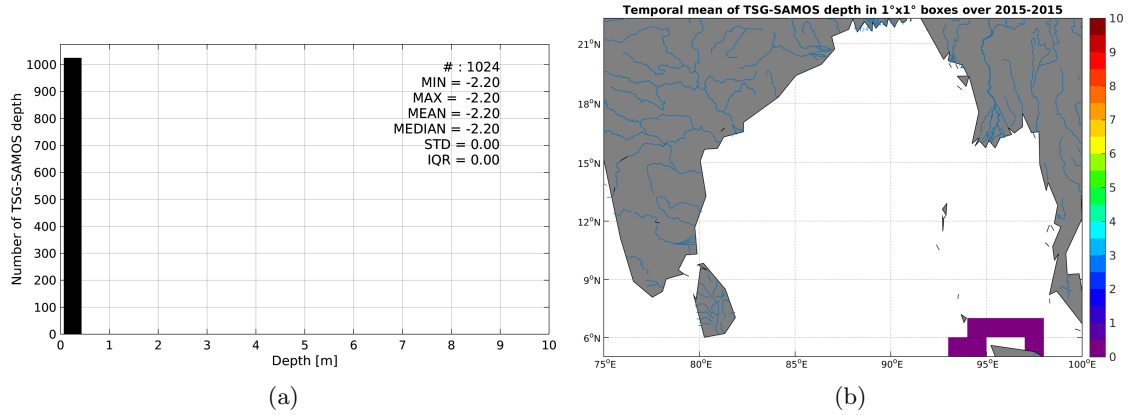 1000
900
800
700
600
500
400
300
200
100
0
Number of TSG-SAMOS depth
# : 1024
MIN = -2.20
MAX = -2.20
MEAN = -2.20
MEDIAN = -2.20
STD = 0.00
IQR = 0.00
0 1 2 3 4 5 6 7 8 9 10
Depth [m]
(a)
Temporal mean of TSG-SAMOS depth in 1°x1° boxes over 2015-2015
21°N
18°N
15°N
12°N
9°N
6°N
75°E 80°E 85°E 90°E 95°E 100°E
10
9
8
7
6
5
4
3
2
1
0
(b)